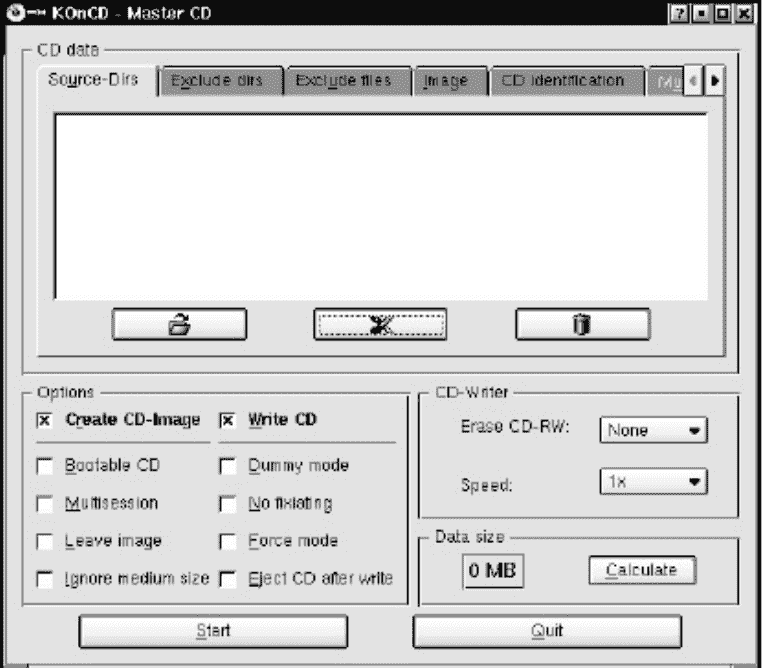 KOnCD - Master CD
CD data
Source-Dirs Exclude dirs Exclude files Image CD identification Mu
Options
Create CD-Image Write CD
Bootable CD Dummy mode
Multisession No fixiating
Leave image Force mode
Ignore medium size Eject CD after write
CD-Writer
Erase CD-RW: None
Speed: 1x
Data size
0 MB Calculate
Start Quit